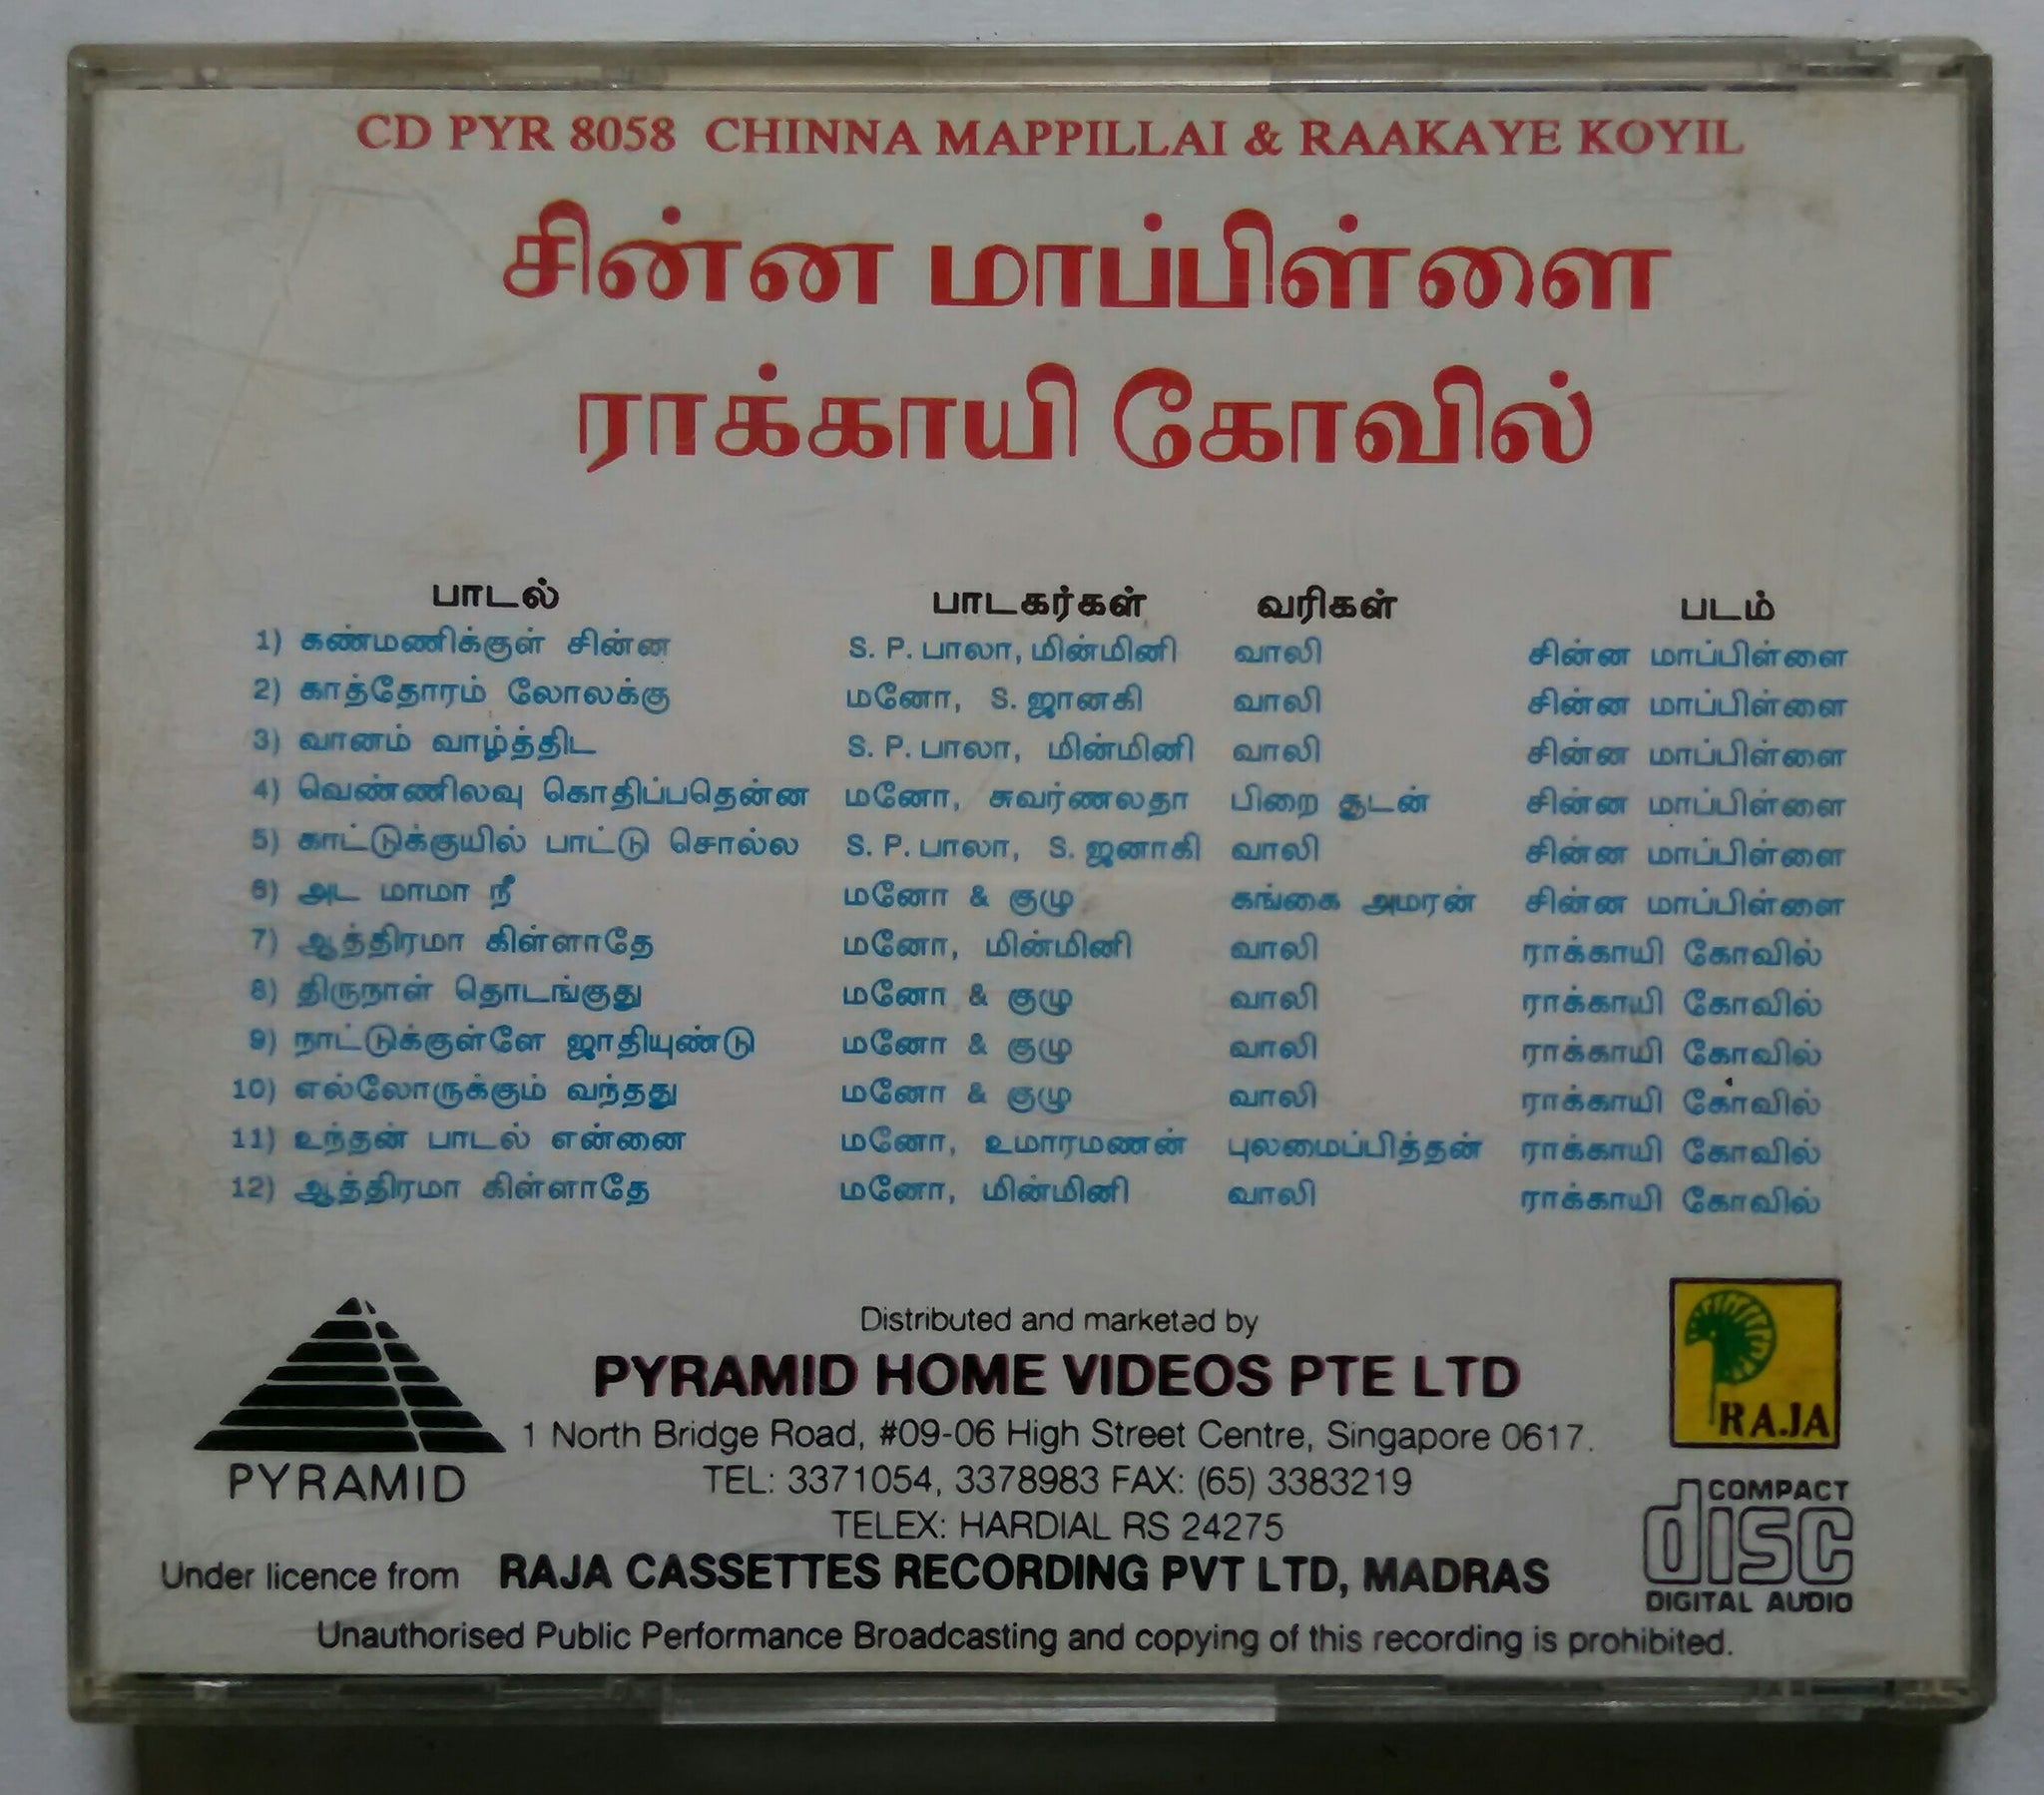 CD PYR 8058 CHINNA MAPPILLAI & RAAKAYE KOYIL
சின்ன மாப்பிள்ளை
ராக்காயி கோவில்
பாடல் பாடகர்கள் வரிகள் படம்
1) கண்மணிக்குள் சின்ன S. P. பாலா, மின்மினி வாலி சின்ன மாப்பிள்ளை
2) காத்தோரம் லோலக்கு மனோ, S. ஜானகி வாலி சின்ன மாப்பிள்ளை
3) வானம் வாழ்த்திட S. P. பாலா, மின்மினி வாலி சின்ன மாப்பிள்ளை
4) வெண்ணிலவு கொதிப்பதென்ன மனோ, சுவர்ணலதா பிறை சூடன் சின்ன மாப்பிள்ளை
5) காட்டுக்குயில் பாட்டு சொல்ல S. P. பாலா, S. ஜனாகி வாலி சின்ன மாப்பிள்ளை
6) அட மாமா நீ மனோ & குழு கங்கை அமரன் சின்ன மாப்பிள்ளை
7) ஆத்திரமா கிள்ளாதே மனோ, மின்மினி வாலி ராக்காயி கோவில்
8) திருநாள் தொடங்குது மனோ & குழு வாலி ராக்காயி கோவில்
9) நாட்டுக்குள்ளே ஜாதியுண்டு மனோ & குழு வாலி ராக்காயி கோவில்
10) எல்லோருக்கும் வந்தது மனோ & குழு வாலி ராக்காயி கோவில்
11) உந்தன் பாடல் என்னை மனோ, உமாரமணன் புலமைப்பித்தன் ராக்காயி கோவில்
12) ஆத்திரமா கிள்ளாதே மனோ, மின்மினி வாலி ராக்காயி கோவில்
Distributed and marketed by
PYRAMID HOME VIDEOS PTE LTD
1 North Bridge Road, #09-06 High Street Centre, Singapore 0617.
TEL: 3371054, 3378983 FAX: (65) 3383219
TELEX: HARDIAL RS 24275
PYRAMID
RAJA
Under licence from RAJA CASSETTES RECORDING PVT LTD, MADRAS
COMPACT
disc
DIGITAL AUDIO
Unauthorised Public Performance Broadcasting and copying of this recording is prohibited.